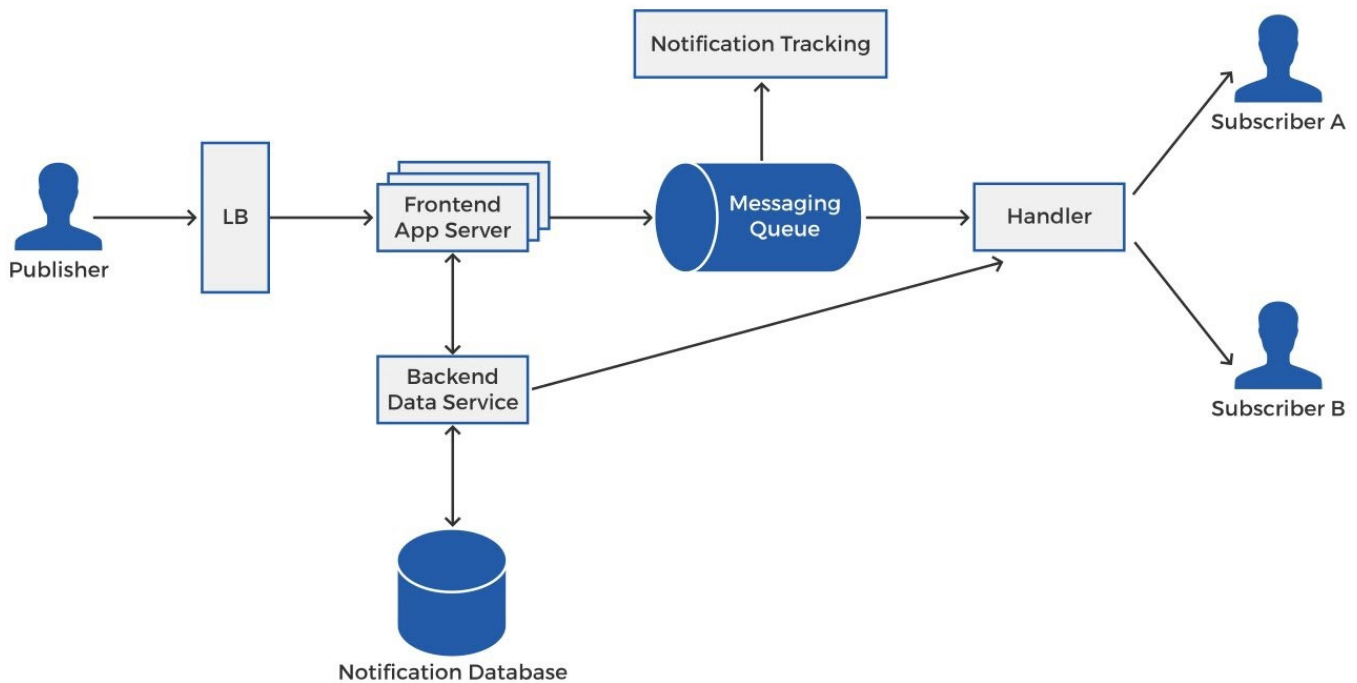 Notification Tracking
Subscriber A
Publisher
LB
Frontend
App Server
Messaging
Queue
Handler
Backend
Data Service
Subscriber B
Notification Database